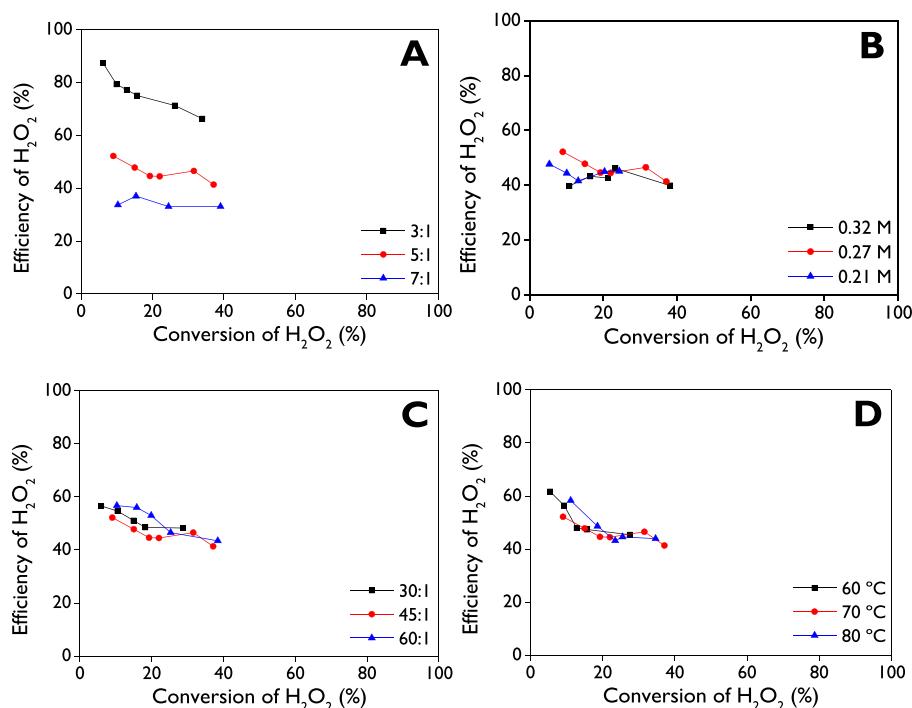 100
80
60
40
20
0
Efficiency of H₂O₂ (%)
A
3:1
5:1
7:1
0 20 40 60 80 100
Conversion of H₂O₂ (%)
100
80
60
40
20
0
Efficiency of H₂O₂ (%)
B
0.32 M
0.27 M
0.21 M
0 20 40 60 80 100
Conversion of H₂O₂ (%)
100
80
60
40
20
0
Efficiency of H₂O₂ (%)
C
30:1
45:1
60:1
0 20 40 60 80 100
Conversion of H₂O₂ (%)
100
80
60
40
20
0
Efficiency of H₂O₂ (%)
D
60 ºC
70 ºC
80 ºC
0 20 40 60 80 100
Conversion of H₂O₂ (%)